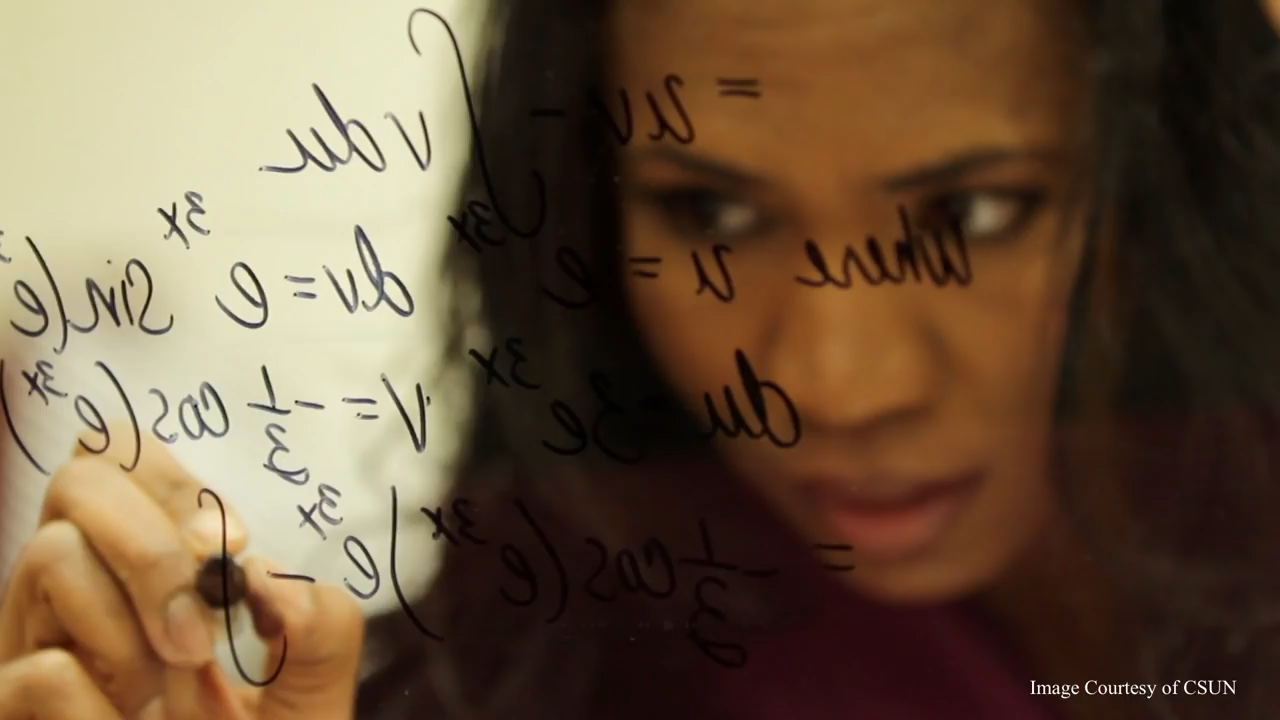 = uv - ∫ v du
where u = e^3x dv = e^3x sin(e^3
du = 3e^3x v = -1/3 cos(e^3x)
= -1/3 cos(e^3x) e^3x - ∫
Image Courtesy of CSUN